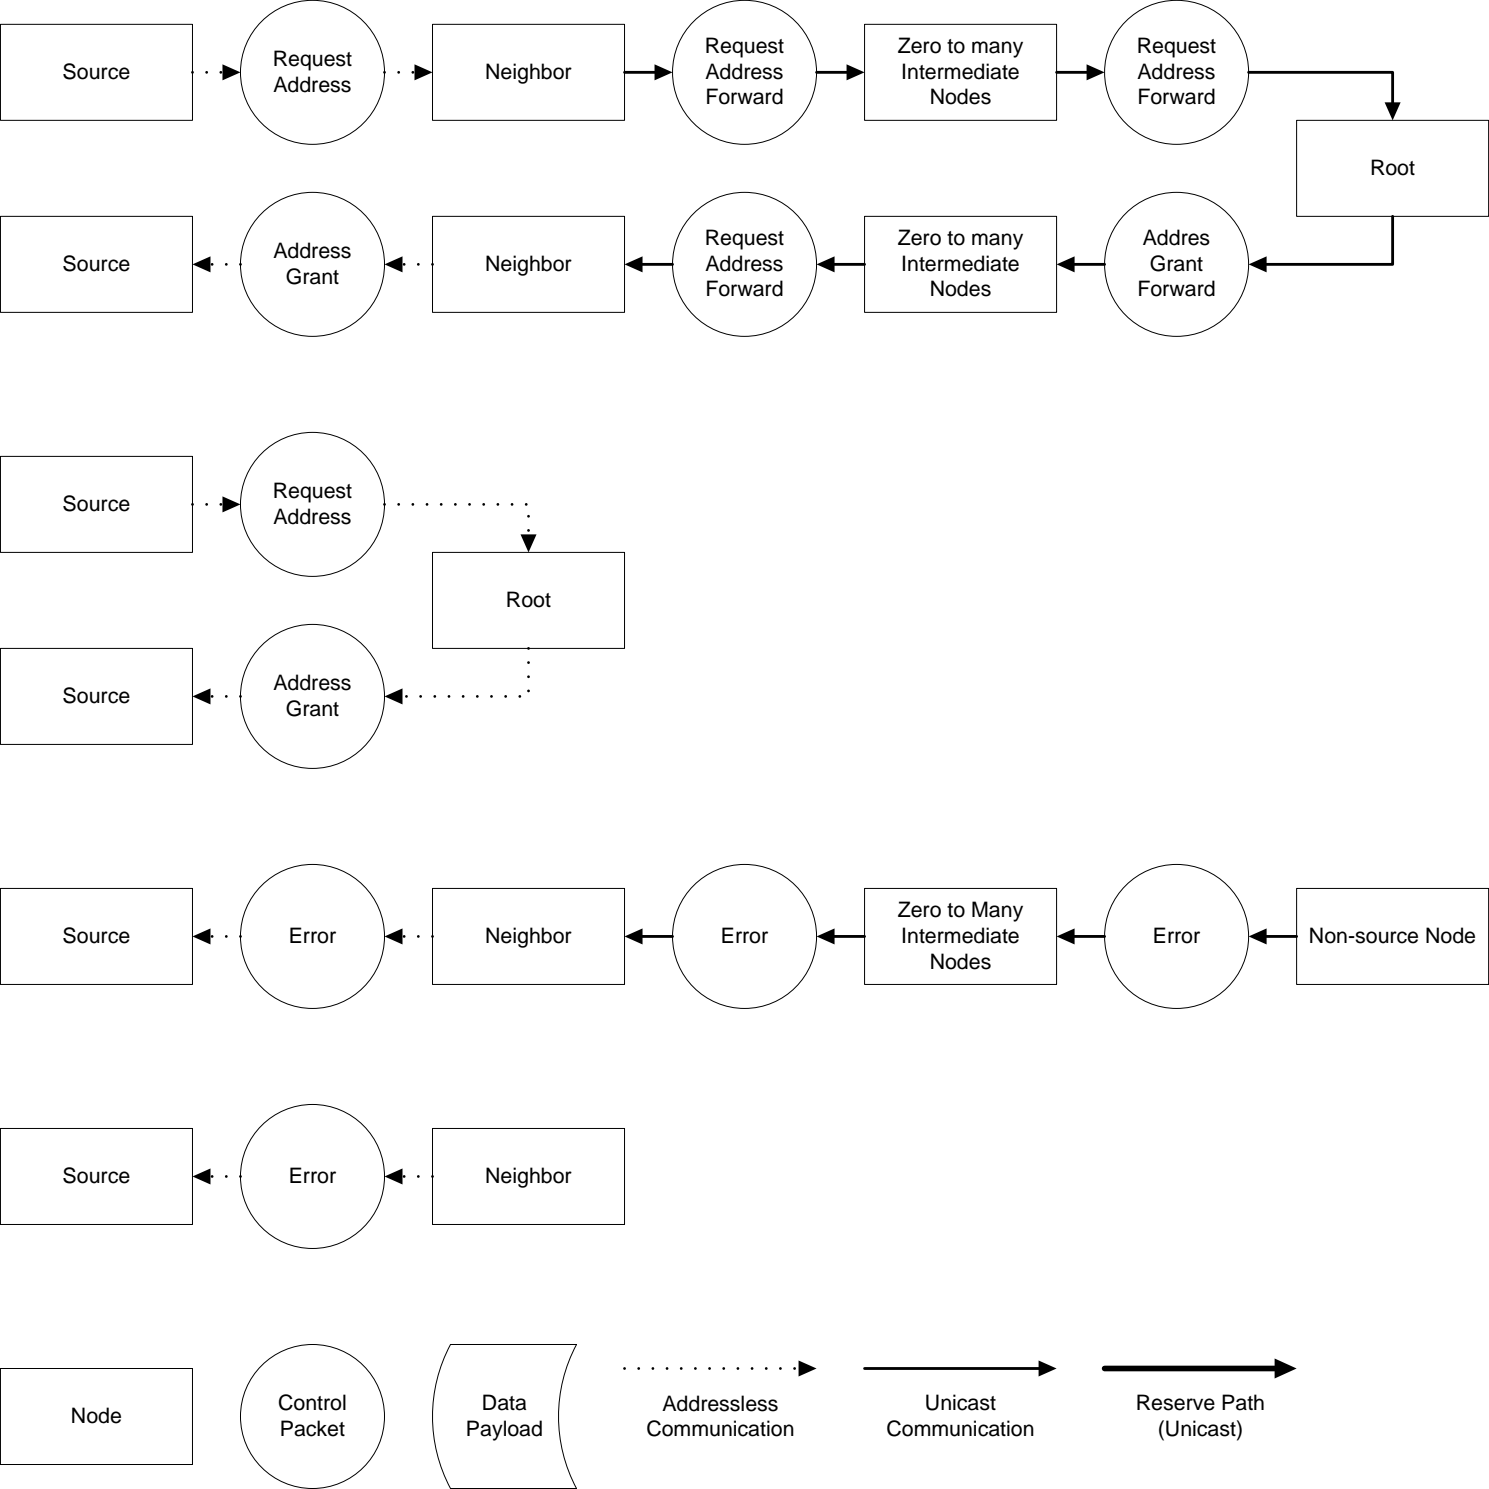 Source
Request
Address
Neighbor
Request
Address
Forward
Zero to many
Intermediate
Nodes
Request
Address
Forward
Root
Source
Address
Grant
Neighbor
Request
Address
Forward
Zero to many
Intermediate
Nodes
Addres
Grant
Forward
Source
Request
Address
Root
Source
Address
Grant
Source
Error
Neighbor
Error
Zero to Many
Intermediate
Nodes
Error
Non-source Node
Source
Error
Neighbor
Node
Control
Packet
Data
Payload
Addressless
Communication
Unicast
Communication
Reserve Path
(Unicast)